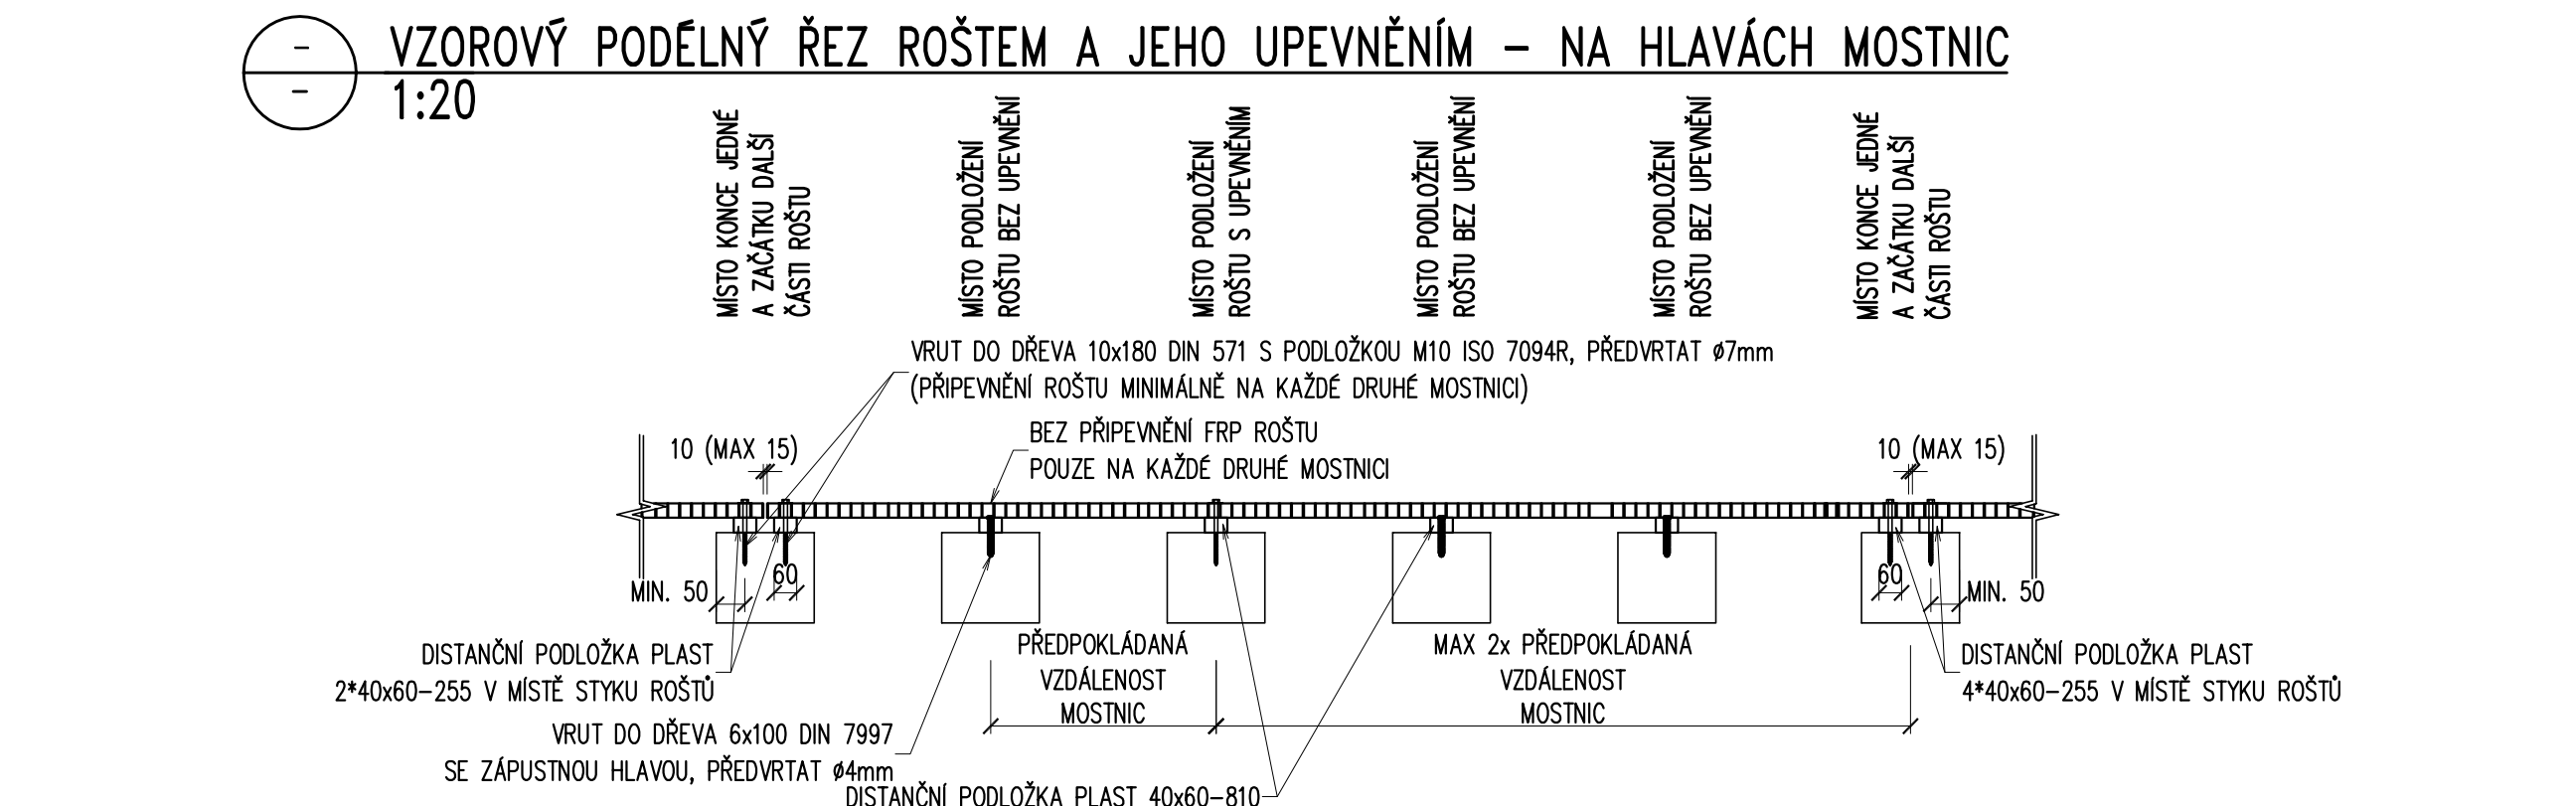 -
-
VZOROVÝ PODÉLNÝ ŘEZ ROŠTEM A JEHO UPEVNĚNÍM – NA HLAVÁCH MOSTNIC
1:20
MÍSTO KONCE JEDNÉ
A ZAČÁTKU DALŠÍ
ČÁSTI ROŠTU
MÍSTO PODLOŽENÍ
ROŠTU BEZ UPEVNĚNÍ
MÍSTO PODLOŽENÍ
ROŠTU S UPEVNĚNÍM
MÍSTO PODLOŽENÍ
ROŠTU BEZ UPEVNĚNÍ
MÍSTO PODLOŽENÍ
ROŠTU BEZ UPEVNĚNÍ
MÍSTO KONCE JEDNÉ
A ZAČÁTKU DALŠÍ
ČÁSTI ROŠTU
VRUT DO DŘEVA 10x180 DIN 571 S PODLOŽKOU M10 ISO 7094R, PŘEDVRTAT ø7mm
(PŘIPEVNĚNÍ ROŠTU MINIMÁLNĚ NA KAŽDÉ DRUHÉ MOSTNICI)
BEZ PŘIPEVNĚNÍ FRP ROŠTU
POUZE NA KAŽDÉ DRUHÉ MOSTNICI
10 (MAX 15)
10 (MAX 15)
60
MIN. 50
60
MIN. 50
DISTANČNÍ PODLOŽKA PLAST
2*40x60-255 V MÍSTĚ STYKU ROŠTŮ
PŘEDPOKLÁDANÁ
VZDÁLENOST
MOSTNIC
MAX 2x PŘEDPOKLÁDANÁ
VZDÁLENOST
MOSTNIC
DISTANČNÍ PODLOŽKA PLAST
4*40x60-255 V MÍSTĚ STYKU ROŠTŮ
VRUT DO DŘEVA 6x100 DIN 7997
SE ZÁPUSTNOU HLAVOU, PŘEDVRTAT ø4mm
DISTANČNÍ PODLOŽKA PLAST 40x60-810